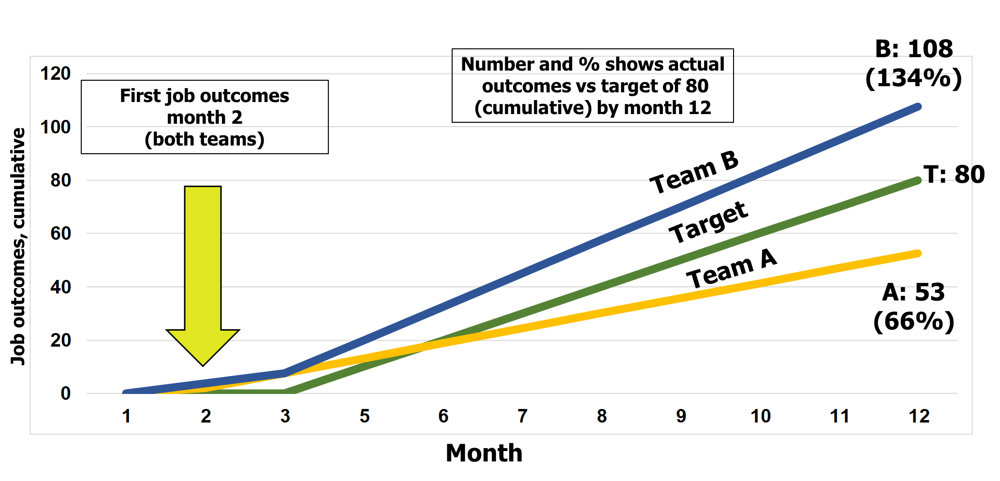 B: 108
(134%)
Number and % shows actual
outcomes vs target of 80
(cumulative) by month 12
First job outcomes
month 2
(both teams)
120
100
80
60
40
20
0
Job outcomes, cumulative
Team B
T: 80
Target
Team A
A: 53
(66%)
1 2 3 5 6 7 8 9 10 11 12
Month